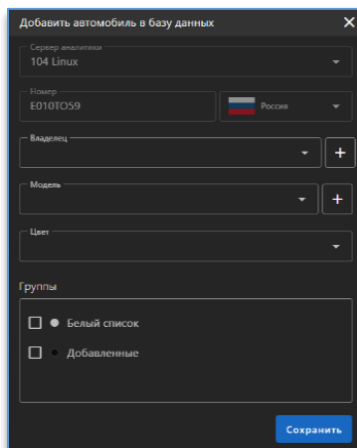 Добавить автомобиль в базу данных
Сервер аналитики
104 Linux
Номер
E010TO59
Россия
Владелец
Модель
Цвет
Группы
Белый список
Добавленные
Сохранить